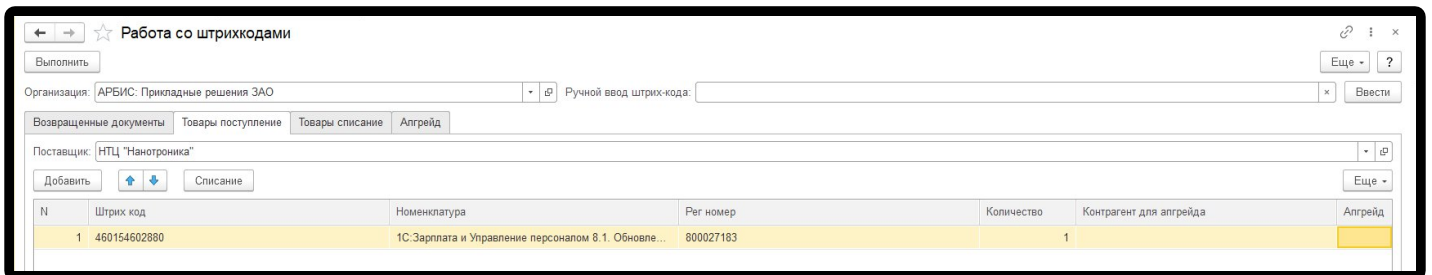 Работа со штрихкодами
Выполнить Еще ?
Организация: АРБИС: Прикладные решения ЗАО Ручной ввод штрих-кода: Ввести
Возвращенные документы Товары поступление Товары списание Апгрейд
Поставщик: НТЦ "Нанотроника"
Добавить Списание Еще
N Штрих код Номенклатура Рег номер Количество Контрагент для апгрейда Апгрейд
1 460154602880 1С:Зарплата и Управление персоналом 8.1. Обновле... 800027183 1